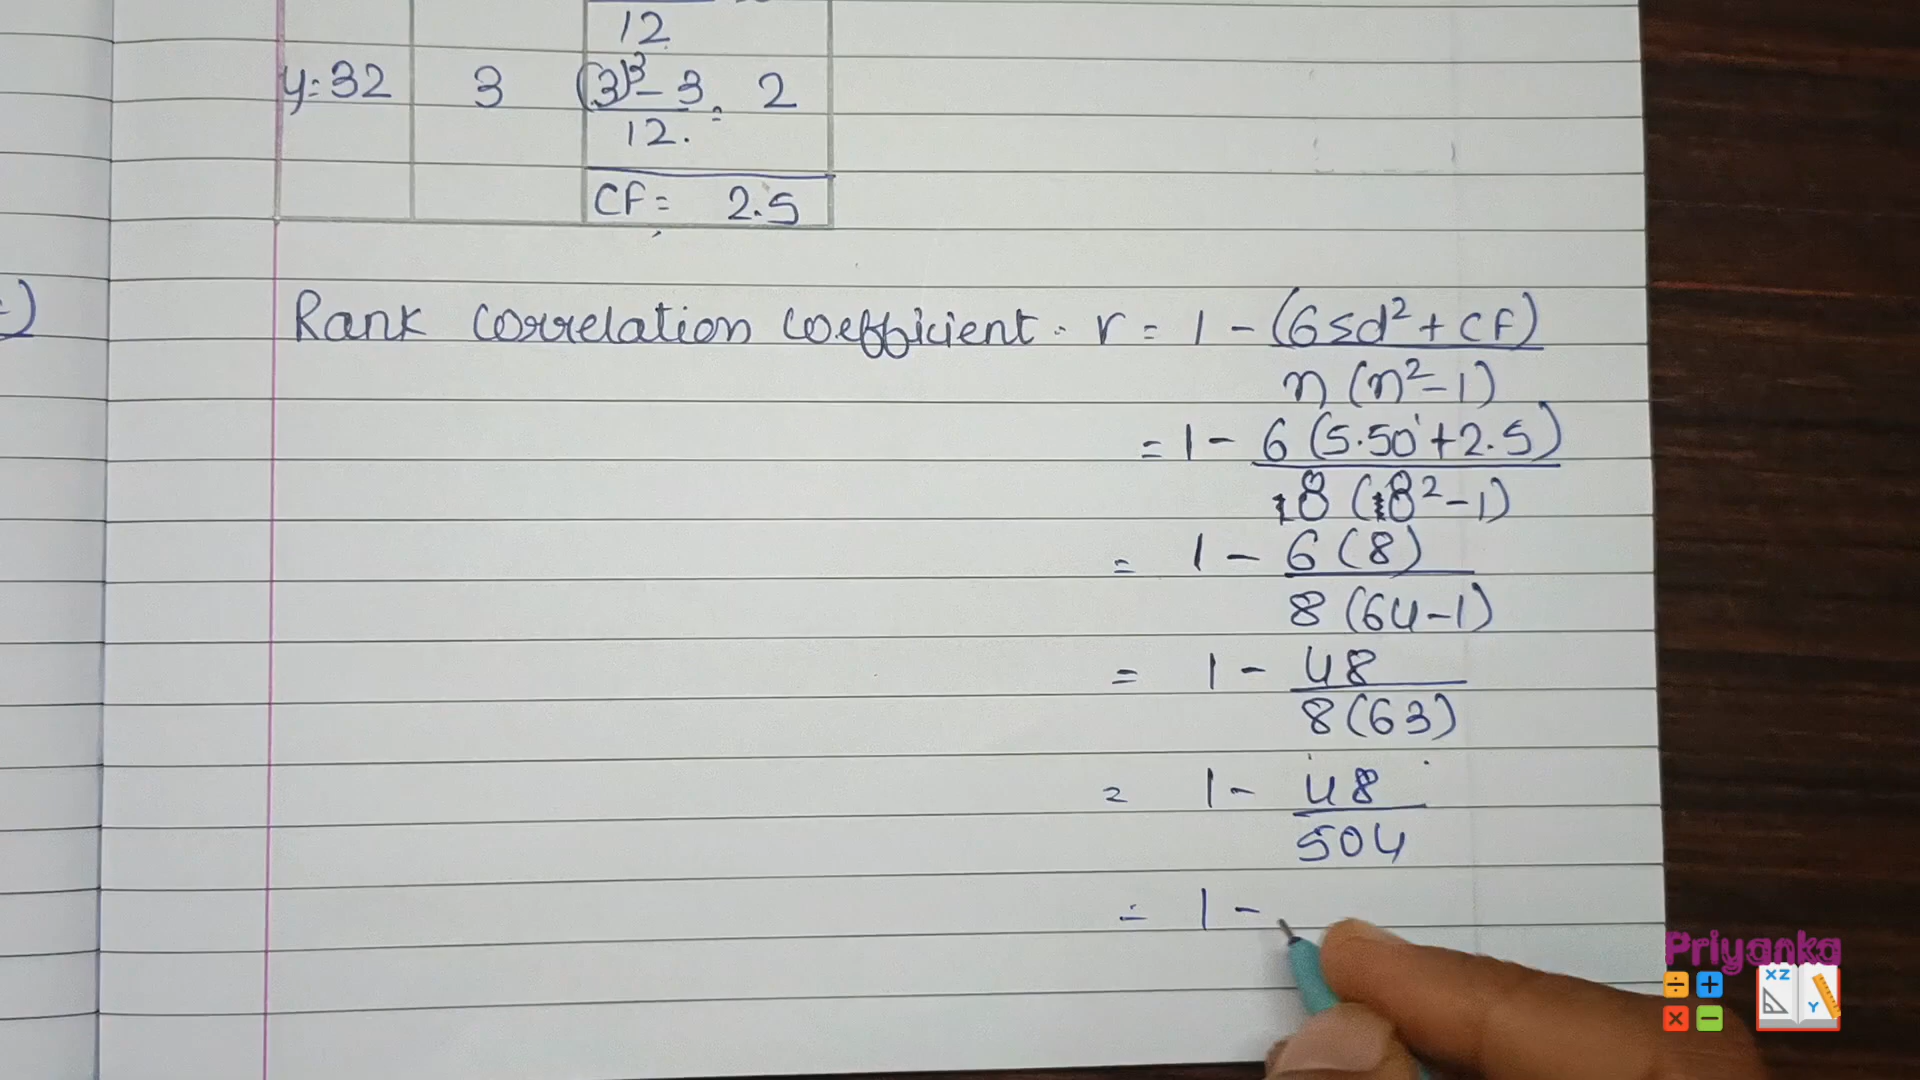 12
y=32 3 (3)³-3 = 2
12.
CF= 2.5
)
Rank correlation coefficient. r = 1 - (6Σd²+CF)
n (n²-1)
= 1 - 6 (5.50+2.5)
8 (8²-1)
= 1 - 6 (8)
8 (64-1)
= 1 - 48
8 (63)
= 1 - 48
504
= 1 -
Priyanka
÷ +
× −
XZ
Y